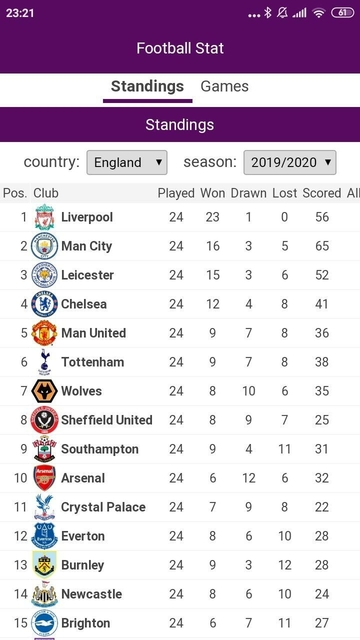 23:21 ... 61
Football Stat
Standings Games
Standings
country: England ▼ season: 2019/2020 ▼
Pos. Club Played Won Drawn Lost Scored All
1 Liverpool 24 23 1 0 56
2 Man City 24 16 3 5 65
3 Leicester 24 15 3 6 52
4 Chelsea 24 12 4 8 41
5 Man United 24 9 7 8 36
6 Tottenham 24 9 7 8 38
7 Wolves 24 8 10 6 35
8 Sheffield United 24 8 9 7 25
9 Southampton 24 9 4 11 31
10 Arsenal 24 6 12 6 32
11 Crystal Palace 24 7 9 8 22
12 Everton 24 8 6 10 28
13 Burnley 24 9 3 12 28
14 Newcastle 24 8 6 10 24
15 Brighton 24 6 7 11 27